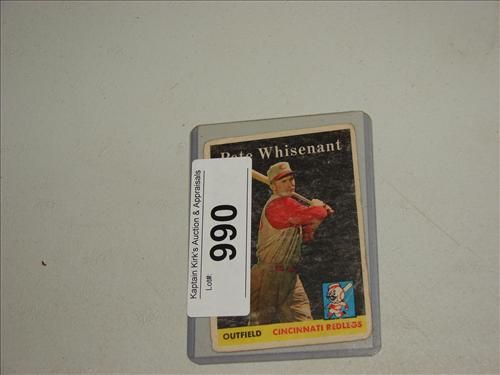 Pete Whisenant
Kaptain Kirk's Auction & Appraisals
Lot#:
990
OUTFIELD CINCINNATI REDLEGS